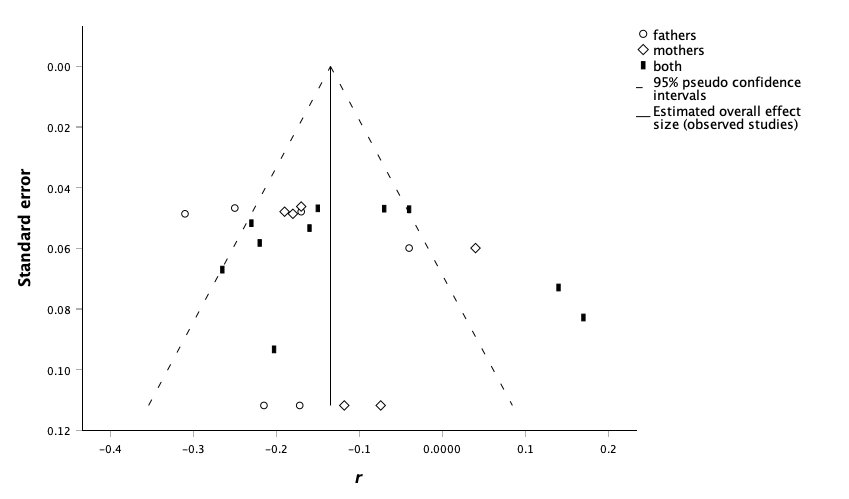 fathers
mothers
both
95% pseudo confidence
intervals
Estimated overall effect
size (observed studies)
0.00
0.02
0.04
0.06
0.08
0.10
0.12
Standard error
-0.4
-0.3
-0.2
-0.1
0.0000
0.1
0.2
r